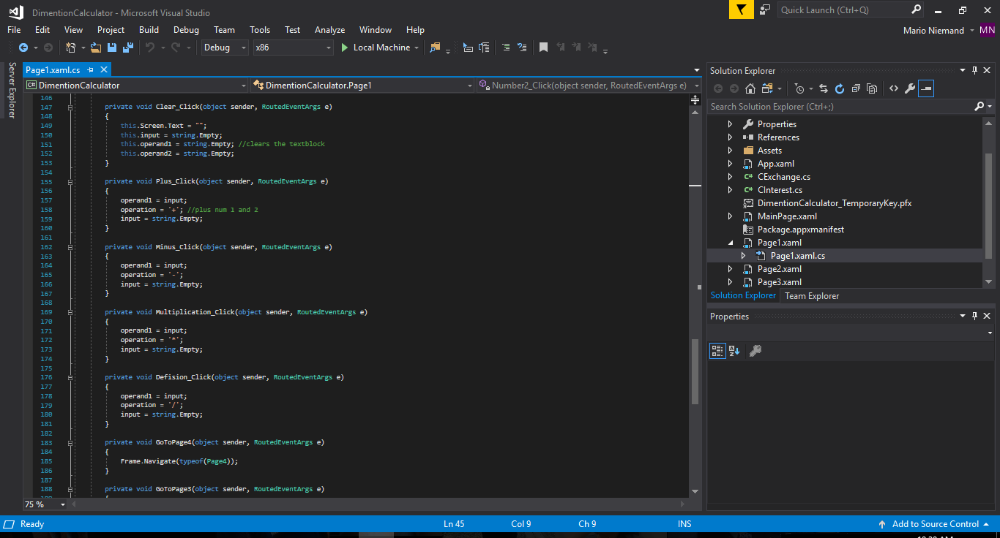 DimentionCalculator - Microsoft Visual Studio
Quick Launch (Ctrl+Q)
File Edit View Project Build Debug Team Tools Test Analyze Window Help
Mario Niemand MN
Debug x86 Local Machine
Server Explorer
Page1.xaml.cs
C# DimentionCalculator DimentionCalculator.Page1 Number2_Click(object sender, RoutedEventArgs e)
146
147 private void Clear_Click(object sender, RoutedEventArgs e)
148 {
149 this.Screen.Text = "";
150 this.input = string.Empty;
151 this.operand1 = string.Empty; //clears the textblock
152 this.operand2 = string.Empty;
153 }
154
155 private void Plus_Click(object sender, RoutedEventArgs e)
156 {
157 operand1 = input;
158 operation = '+'; //plus num 1 and 2
159 input = string.Empty;
160 }
161
162 private void Minus_Click(object sender, RoutedEventArgs e)
163 {
164 operand1 = input;
165 operation = '-';
166 input = string.Empty;
167 }
168
169 private void Multiplication_Click(object sender, RoutedEventArgs e)
170 {
171 operand1 = input;
172 operation = '*';
173 input = string.Empty;
174 }
175
176 private void Defision_Click(object sender, RoutedEventArgs e)
177 {
178 operand1 = input;
179 operation = '/';
180 input = string.Empty;
181 }
182
183 private void GoToPage4(object sender, RoutedEventArgs e)
184 {
185 Frame.Navigate(typeof(Page4));
186 }
187
188 private void GoToPage3(object sender, RoutedEventArgs e)
75 %
Solution Explorer
Search Solution Explorer (Ctrl+;)
Properties
References
Assets
App.xaml
C# CExchange.cs
C# CInterest.cs
DimentionCalculator_TemporaryKey.pfx
MainPage.xaml
Package.appxmanifest
Page1.xaml
Page1.xaml.cs
Page2.xaml
Page3.xaml
Solution Explorer Team Explorer
Properties
Ready Ln 45 Col 9 Ch 9 INS Add to Source Control